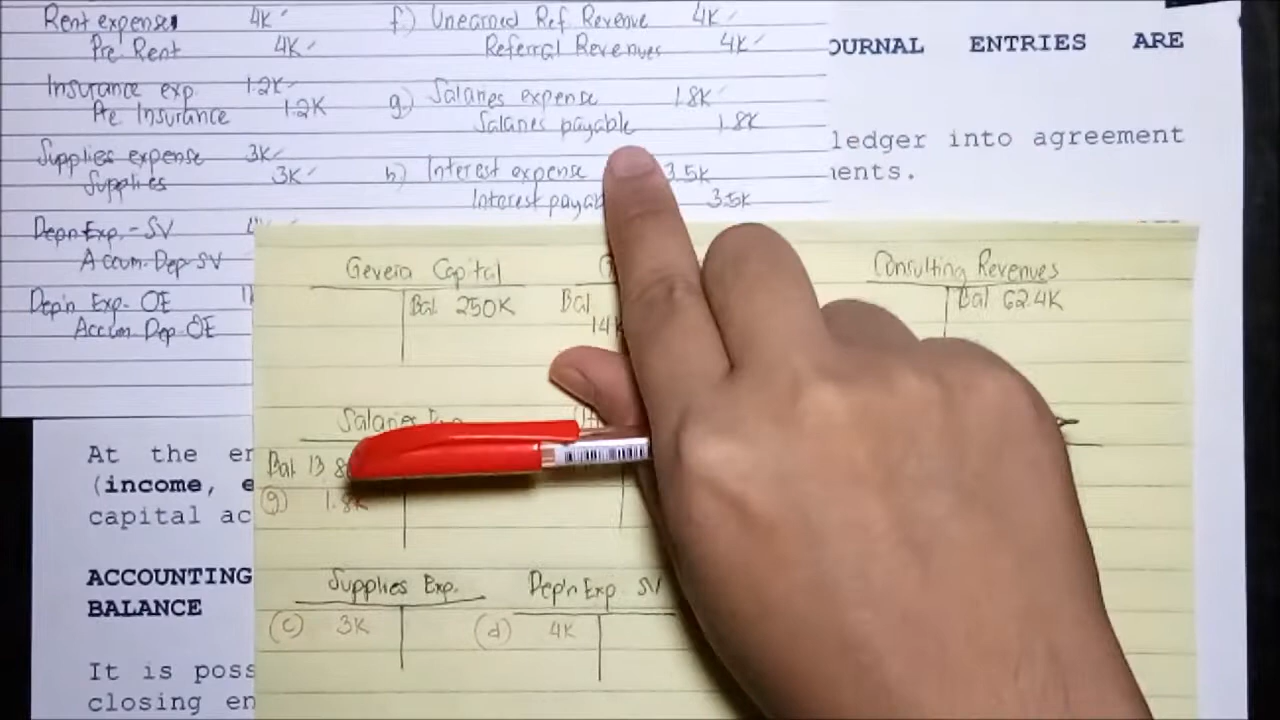 Rent expense 4K
Pre Rent 4K
Insurance exp 1.2K
Pre Insurance 1.2K
Supplies expense 3K
Supplies 3K
Dep'n Exp.-SV
Accum. Dep SV
Dep'n Exp. OE
Accum. Dep OE
f) Unearned Ref. Revenue 4K
Referral Revenues 4K
g) Salaries expense 1.8K
Salaries payable 1.8K
h) Interest expense 3.5K
Interest payab 3.5K
OURNAL ENTRIES ARE
ledger into agreement
ents.
Gevera Capital
Bal. 250K
Bal
14K
Consulting Revenues
Bal 62.4K
Salaries
Bal 13.8
(g) 1.8K
Supplies Exp.
(c) 3K
Dep'n Exp SV
(d) 4K
At the en
(income, e
capital ac
ACCOUNTING
BALANCE
It is poss
closing en